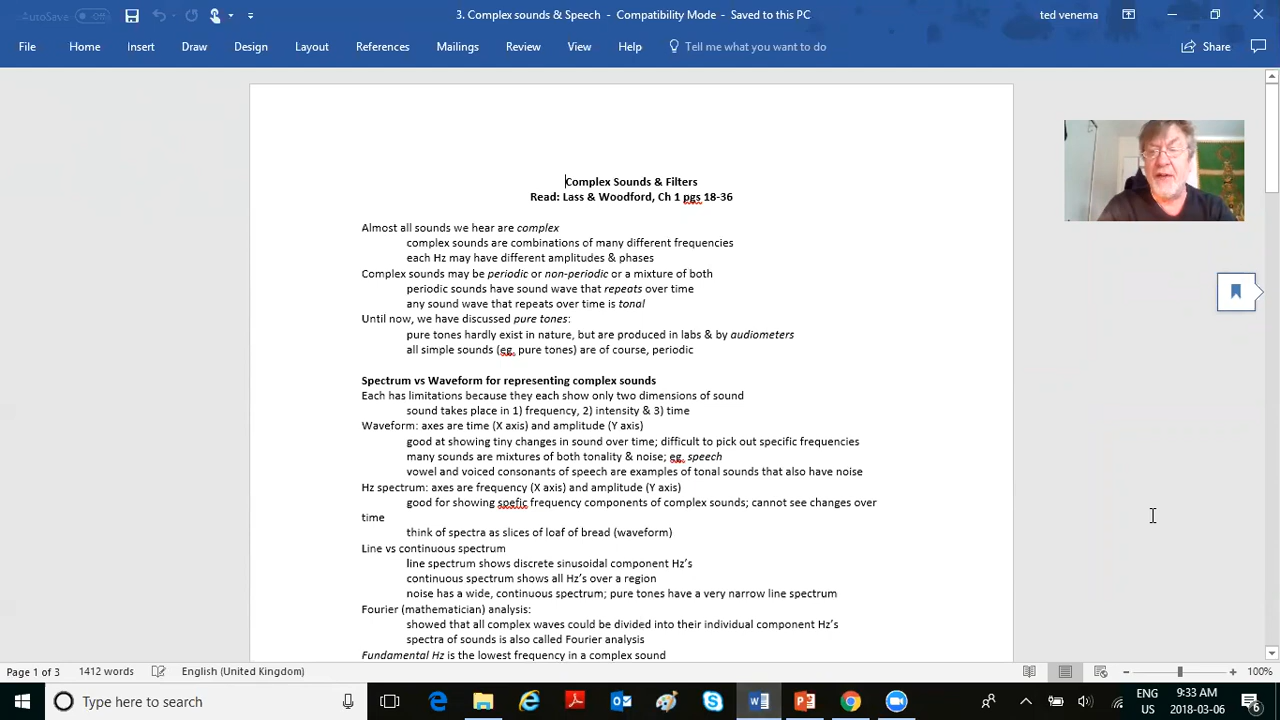 AutoSave Off
3. Complex sounds & Speech - Compatibility Mode - Saved to this PC
ted venema
File Home Insert Draw Design Layout References Mailings Review View Help Tell me what you want to do Share
Complex Sounds & Filters
Read: Lass & Woodford, Ch 1 pgs 18-36
Almost all sounds we hear are complex
complex sounds are combinations of many different frequencies
each Hz may have different amplitudes & phases
Complex sounds may be periodic or non-periodic or a mixture of both
periodic sounds have sound wave that repeats over time
any sound wave that repeats over time is tonal
Until now, we have discussed pure tones:
pure tones hardly exist in nature, but are produced in labs & by audiometers
all simple sounds (eg. pure tones) are of course, periodic
Spectrum vs Waveform for representing complex sounds
Each has limitations because they each show only two dimensions of sound
sound takes place in 1) frequency, 2) intensity & 3) time
Waveform: axes are time (X axis) and amplitude (Y axis)
good at showing tiny changes in sound over time; difficult to pick out specific frequencies
many sounds are mixtures of both tonality & noise; eg. speech
vowel and voiced consonants of speech are examples of tonal sounds that also have noise
Hz spectrum: axes are frequency (X axis) and amplitude (Y axis)
good for showing spefic frequency components of complex sounds; cannot see changes over
time
think of spectra as slices of loaf of bread (waveform)
Line vs continuous spectrum
line spectrum shows discrete sinusoidal component Hz's
continuous spectrum shows all Hz's over a region
noise has a wide, continuous spectrum; pure tones have a very narrow line spectrum
Fourier (mathematician) analysis:
showed that all complex waves could be divided into their individual component Hz's
spectra of sounds is also called Fourier analysis
Fundamental Hz is the lowest frequency in a complex sound
Page 1 of 3 1412 words English (United Kingdom) 100%
Type here to search
ENG 9:33 AM
US 2018-03-06 6